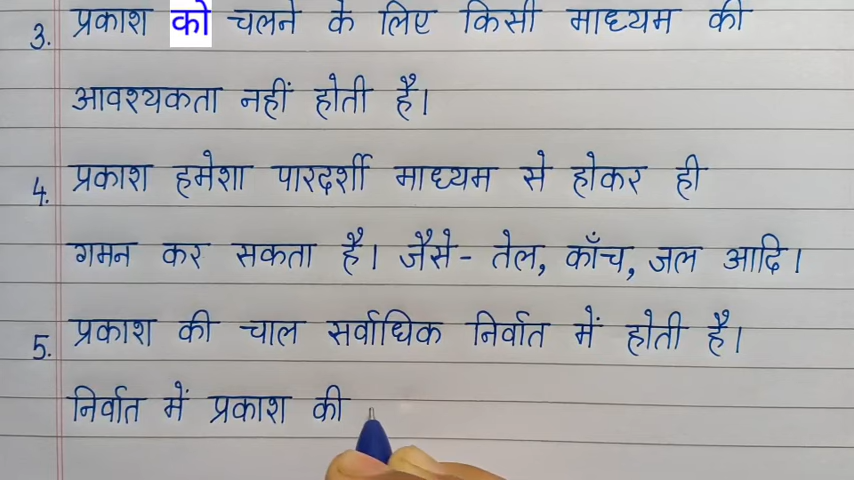 3. प्रकाश को चलने के लिए किसी माध्यम की
आवश्यकता नहीं होती है।
4. प्रकाश हमेशा पारदर्शी माध्यम से होकर ही
गमन कर सकता है। जैसे- तेल, काँच, जल आदि।
5. प्रकाश की चाल सर्वाधिक निर्वात में होती है।
निर्वात में प्रकाश की